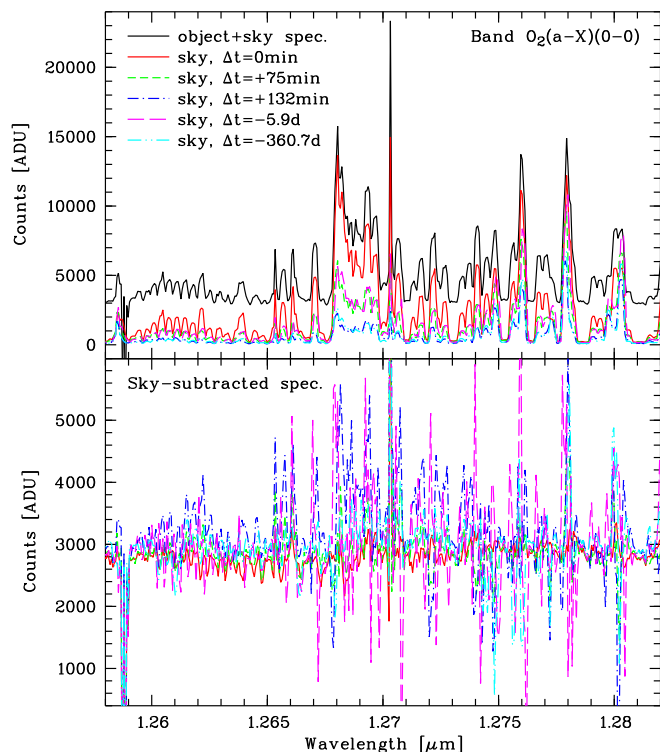 object+sky spec.
Band O₂(a−X)(0−0)
sky, Δt=0min
sky, Δt=+75min
sky, Δt=+132min
sky, Δt=−5.9d
sky, Δt=−360.7d
20000
15000
10000
5000
0
Counts [ADU]
Sky−subtracted spec.
5000
4000
3000
2000
1000
Counts [ADU]
1.26
1.265
1.27
1.275
1.28
Wavelength [μm]